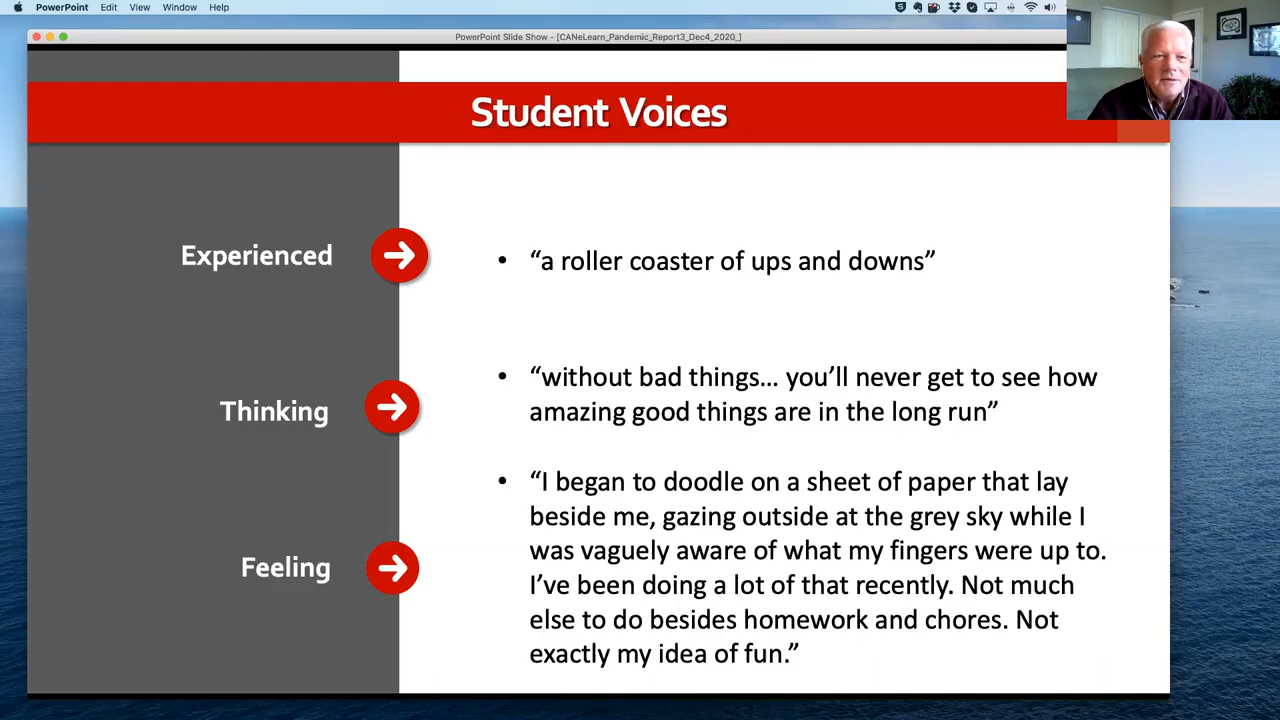 PowerPoint Edit View Window Help
PowerPoint Slide Show - [CANeLearn_Pandemic_Report3_Dec4_2020_]
Student Voices
Experienced
• “a roller coaster of ups and downs”
Thinking
• “without bad things... you’ll never get to see how
amazing good things are in the long run”
Feeling
• “I began to doodle on a sheet of paper that lay
beside me, gazing outside at the grey sky while I
was vaguely aware of what my fingers were up to.
I’ve been doing a lot of that recently. Not much
else to do besides homework and chores. Not
exactly my idea of fun.”